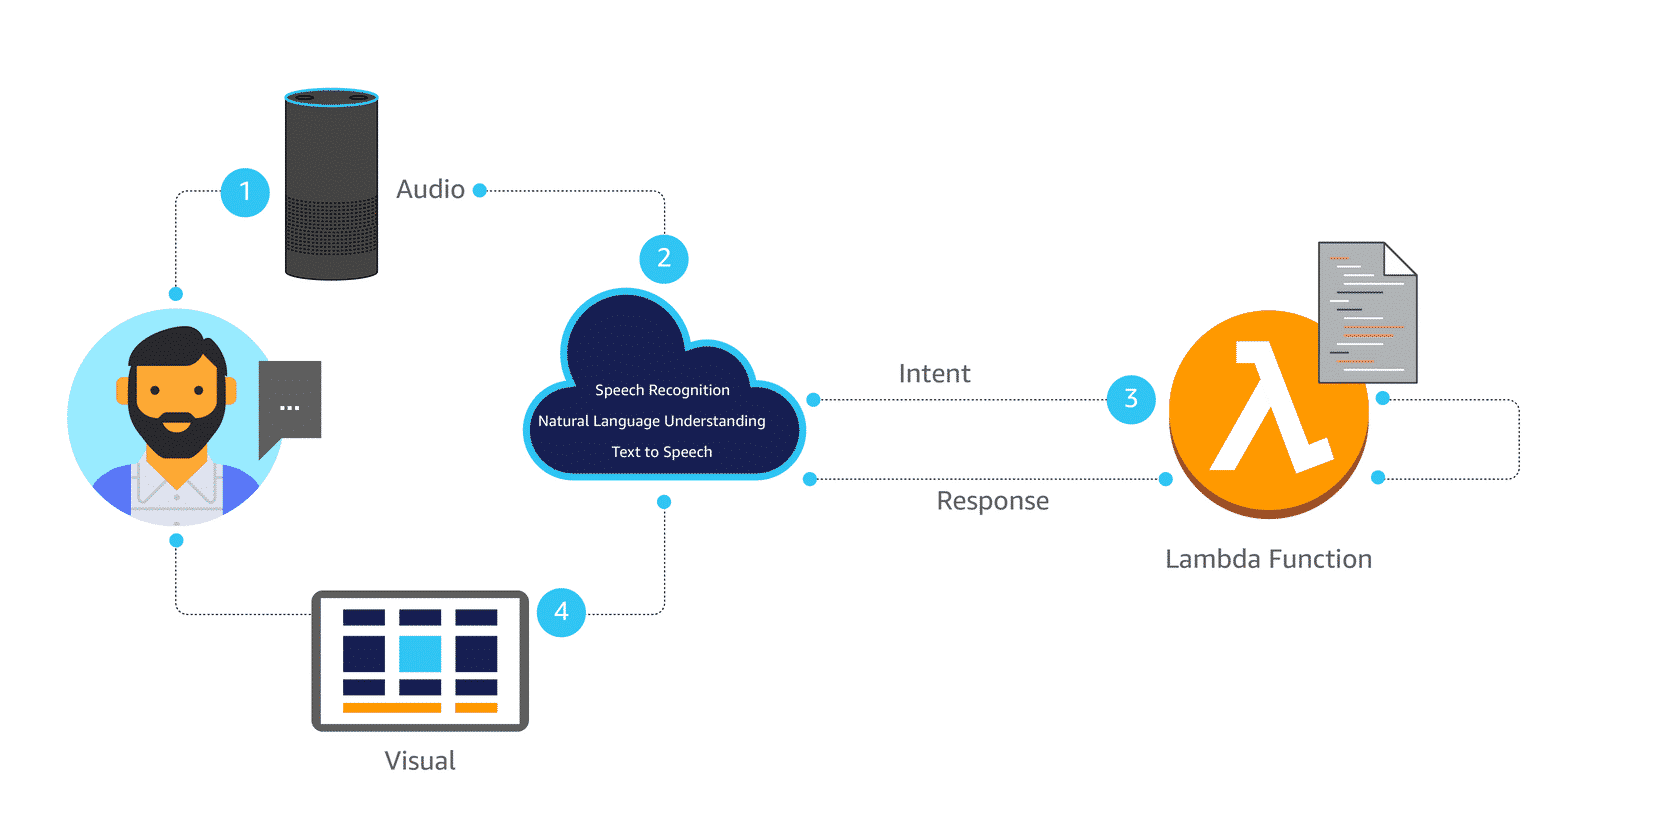 1
Audio
2
...
Speech Recognition
Natural Language Understanding
Text to Speech
Intent
3
Response
λ
Lambda Function
4
Visual